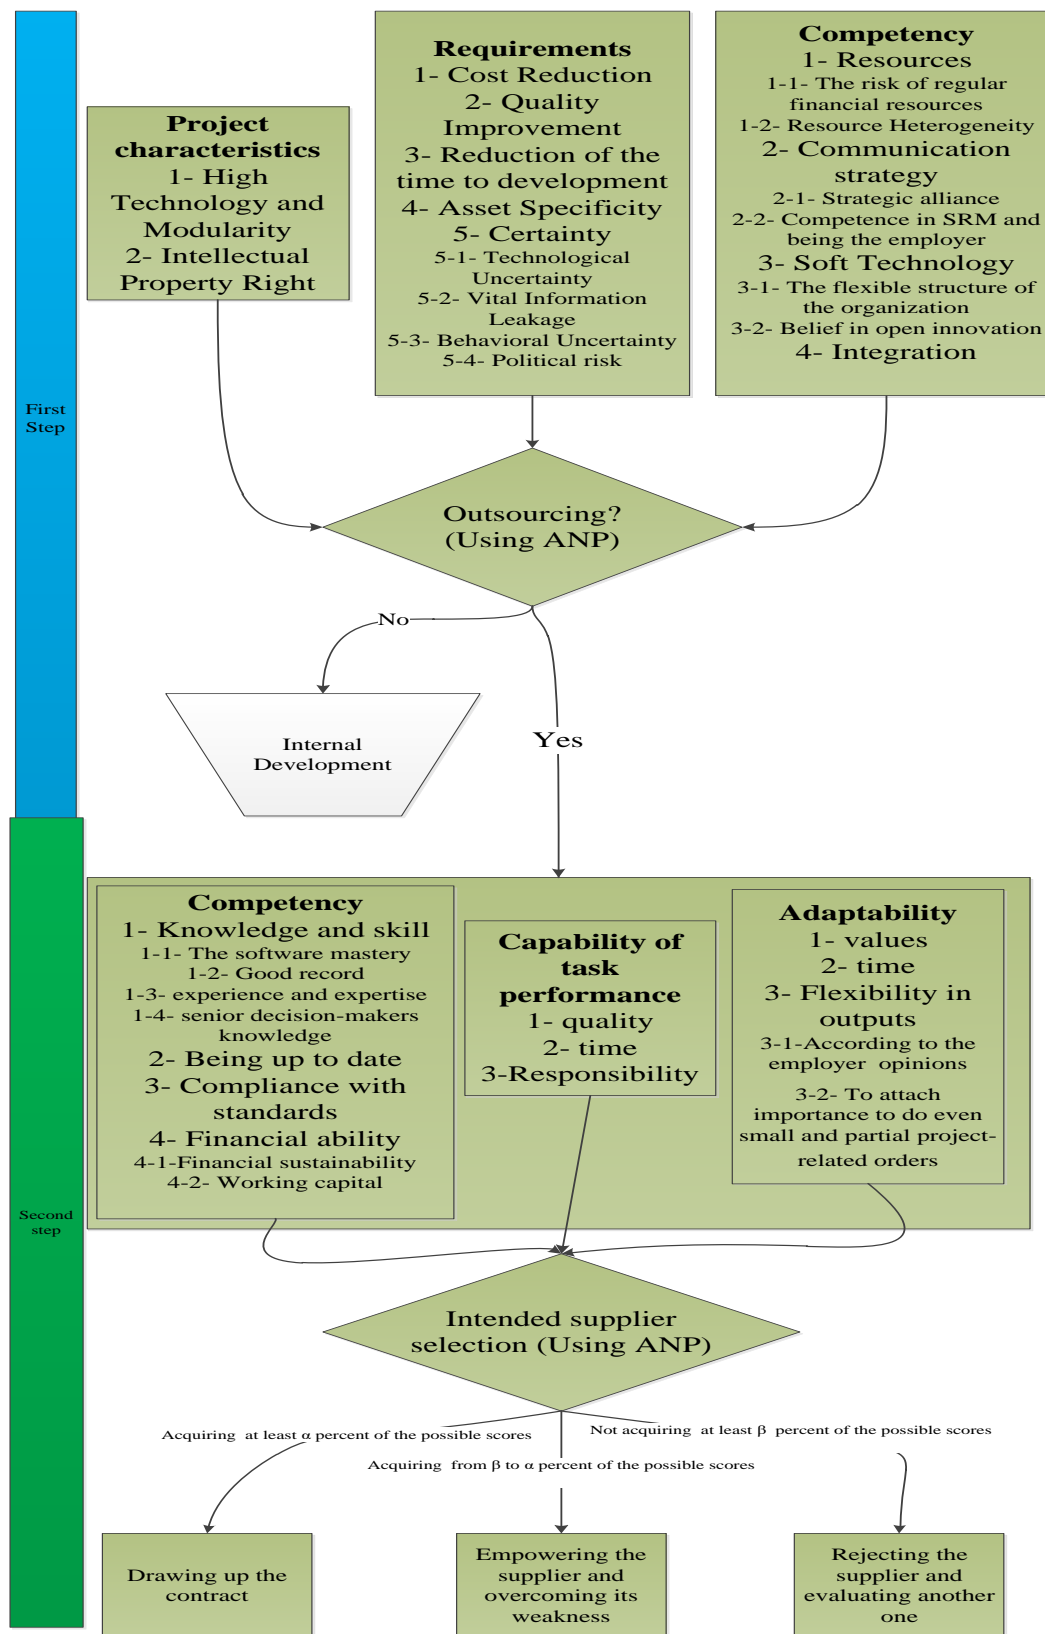 First
Step
Project
characteristics
1- High
Technology and
Modularity
2- Intellectual
Property Right
Requirements
1- Cost Reduction
2- Quality
Improvement
3- Reduction of the
time to development
4- Asset Specificity
5- Certainty
5-1- Technological
Uncertainty
5-2- Vital Information
Leakage
5-3- Behavioral Uncertainty
5-4- Political risk
Competency
1- Resources
1-1- The risk of regular
financial resources
1-2- Resource Heterogeneity
2- Communication
strategy
2-1- Strategic alliance
2-2- Competence in SRM and
being the employer
3- Soft Technology
3-1- The flexible structure of
the organization
3-2- Belief in open innovation
4- Integration
Outsourcing?
(Using ANP)
No
Yes
Internal
Development
Second
step
Competency
1- Knowledge and skill
1-1- The software mastery
1-2- Good record
1-3- experience and expertise
1-4- senior decision-makers
knowledge
2- Being up to date
3- Compliance with
standards
4- Financial ability
4-1-Financial sustainability
4-2- Working capital
Capability of
task
performance
1- quality
2- time
3-Responsibility
Adaptability
1- values
2- time
3- Flexibility in
outputs
3-1-According to the
employer opinions
3-2- To attach
importance to do even
small and partial project-
related orders
Intended supplier
selection (Using ANP)
Acquiring at least α percent of the possible scores
Not acquiring at least β percent of the possible scores
Acquiring from β to α percent of the possible scores
Drawing up the
contract
Empowering the
supplier and
overcoming its
weakness
Rejecting the
supplier and
evaluating another
one